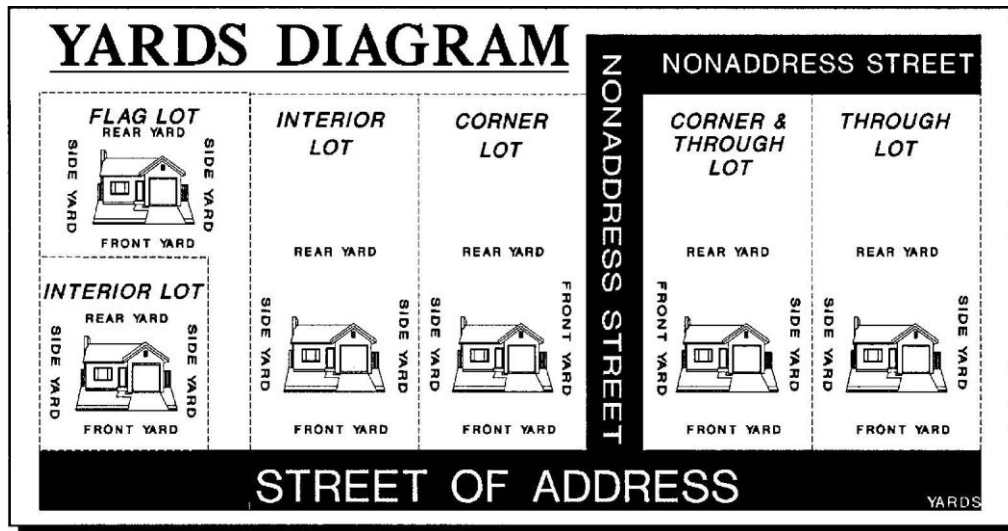 YARDS DIAGRAM
NONADDRESS STREET
NONADDRESS STREET
FLAG LOT
REAR YARD
SIDE YARD
SIDE YARD
FRONT YARD
INTERIOR LOT
REAR YARD
SIDE YARD
SIDE YARD
FRONT YARD
INTERIOR
LOT
REAR YARD
SIDE YARD
SIDE YARD
FRONT YARD
CORNER
LOT
REAR YARD
SIDE YARD
FRONT YARD
FRONT YARD
CORNER &
THROUGH
LOT
REAR YARD
FRONT YARD
SIDE YARD
FRONT YARD
THROUGH
LOT
REAR YARD
SIDE YARD
SIDE YARD
FRONT YARD
STREET OF ADDRESS
YARDS